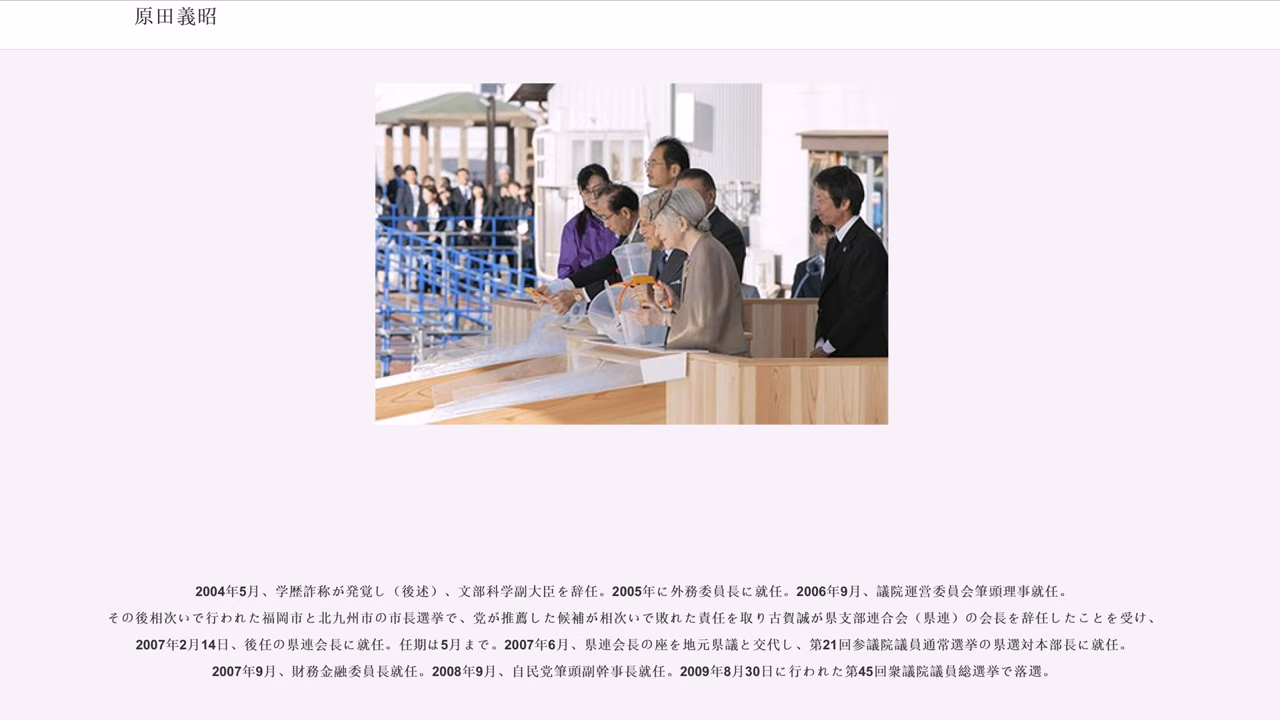 原田義昭
2004年5月、学歴詐称が発覚し（後述）、文部科学副大臣を辞任。2005年に外務委員長に就任。2006年9月、議院運営委員会筆頭理事就任。
その後相次いで行われた福岡市と北九州市の市長選挙で、党が推薦した候補が相次いで敗れた責任を取り古賀誠が県支部連合会（県連）の会長を辞任したことを受け、
2007年2月14日、後任の県連会長に就任。任期は5月まで。2007年6月、県連会長の座を地元県議と交代し、第21回参議院議員通常選挙の県選対本部長に就任。
2007年9月、財務金融委員長就任。2008年9月、自民党筆頭副幹事長就任。2009年8月30日に行われた第45回衆議院議員総選挙で落選。